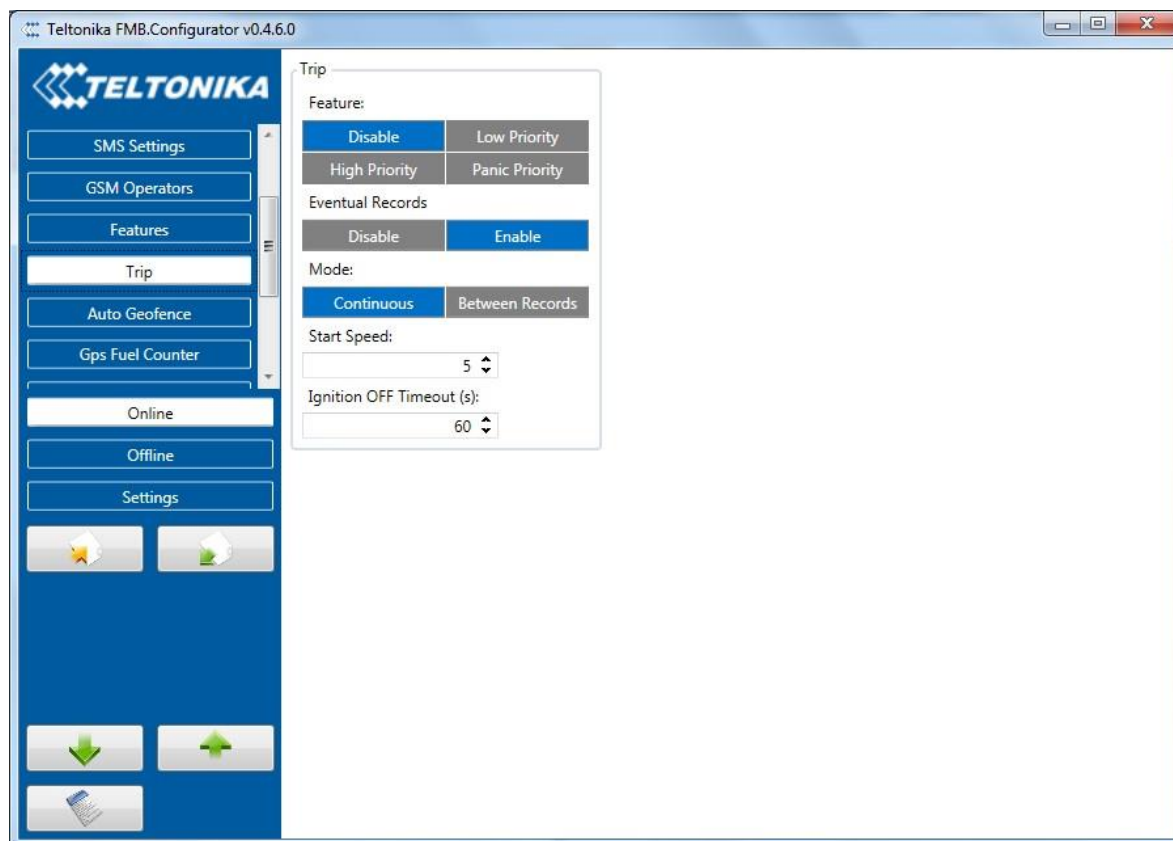 Teltonika FMB.Configurator v0.4.6.0
TELTONIKA
SMS Settings
GSM Operators
Features
Trip
Auto Geofence
Gps Fuel Counter
Online
Offline
Settings
Trip
Feature:
Disable Low Priority
High Priority Panic Priority
Eventual Records
Disable Enable
Mode:
Continuous Between Records
Start Speed:
5
Ignition OFF Timeout (s):
60